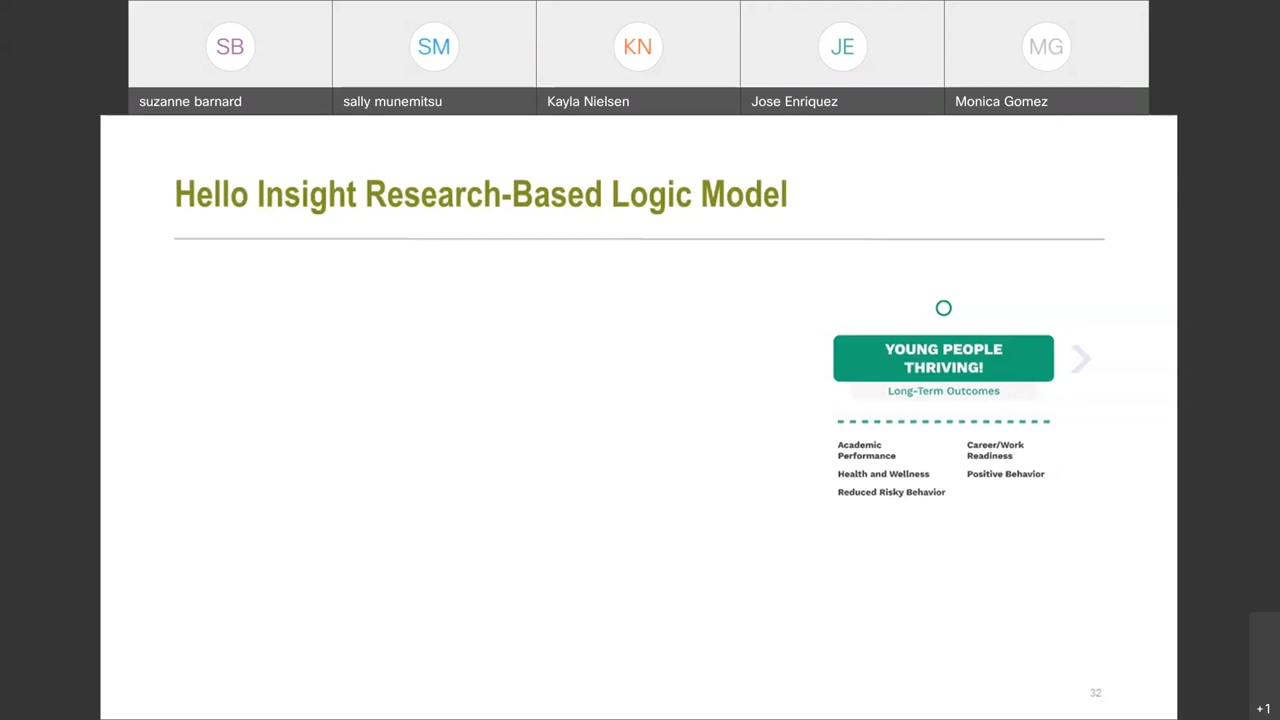 SB
SM
KN
JE
MG
suzanne barnard
sally munemitsu
Kayla Nielsen
Jose Enriquez
Monica Gomez
Hello Insight Research-Based Logic Model
YOUNG PEOPLE
THRIVING!
Long-Term Outcomes
Academic
Performance
Career/Work
Readiness
Health and Wellness
Positive Behavior
Reduced Risky Behavior
32
+1